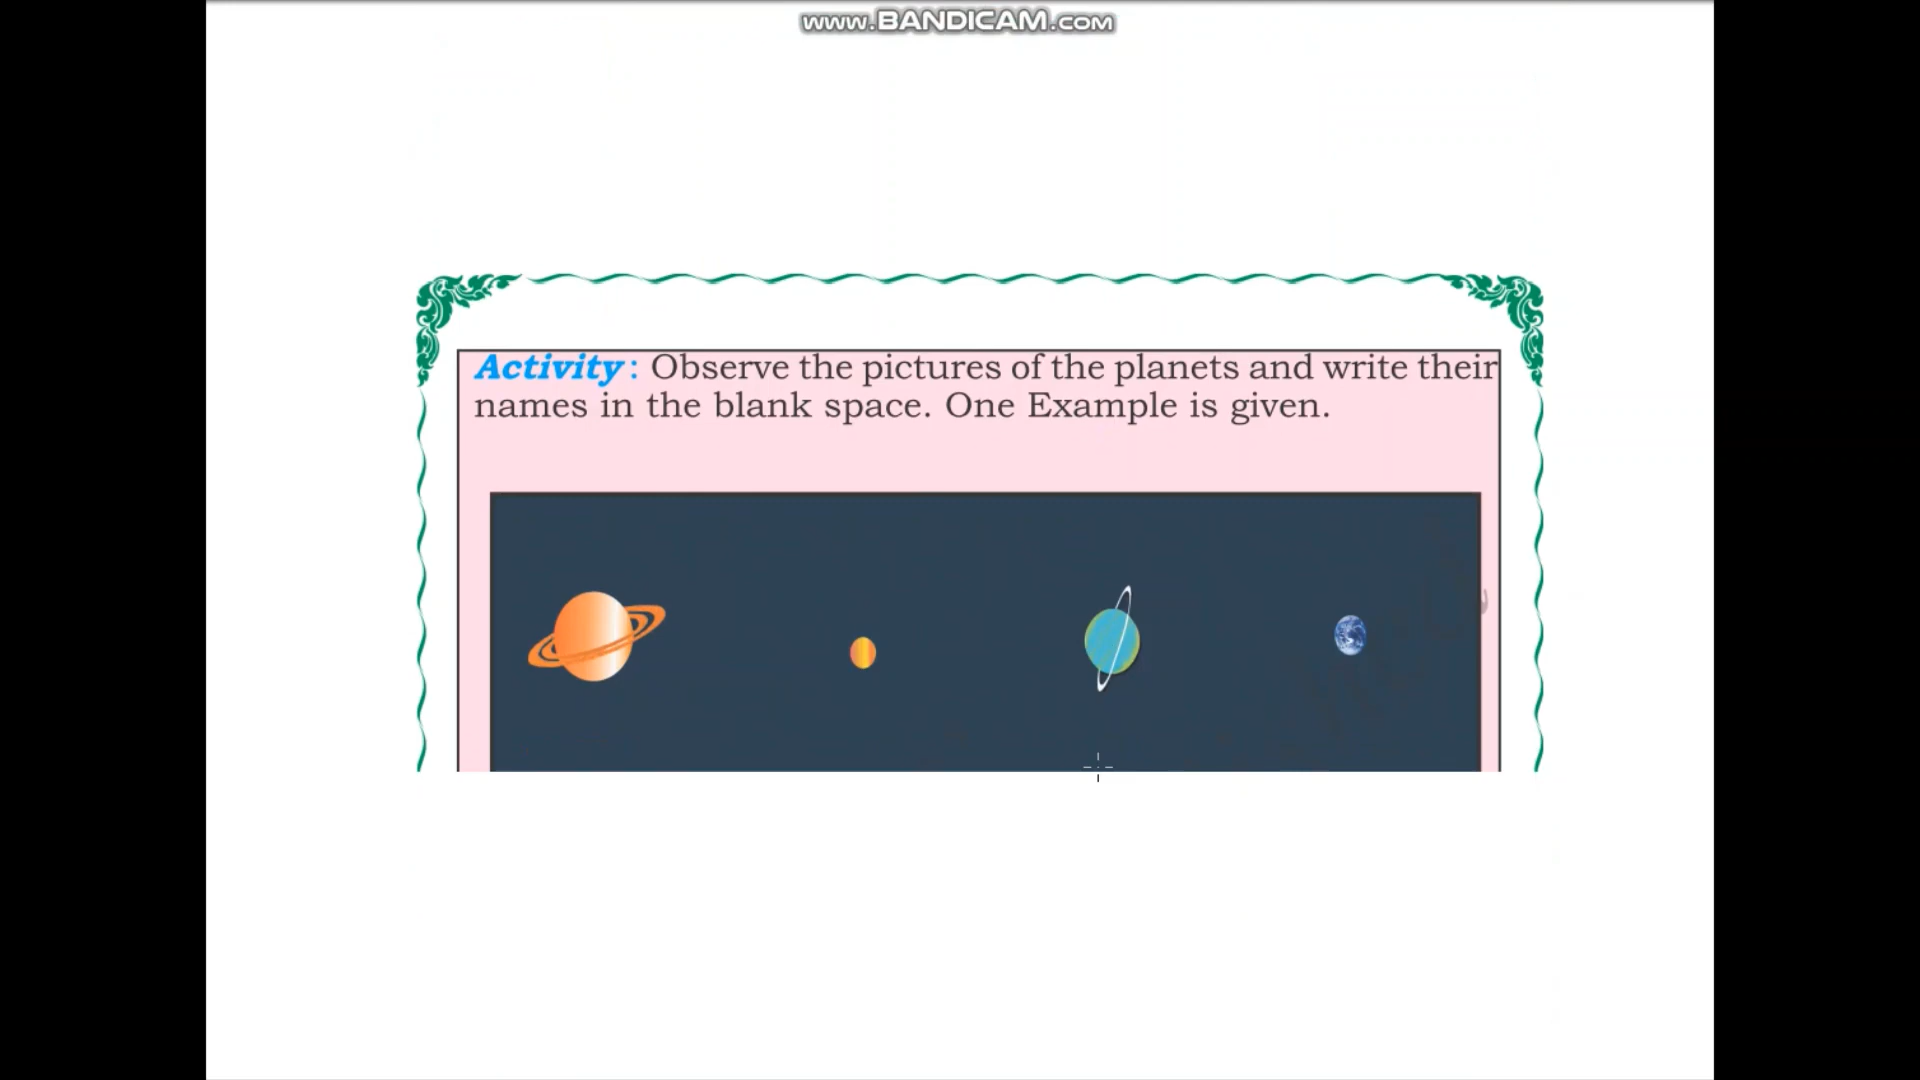 www.BANDICAM.com
Activity : Observe the pictures of the planets and write their
names in the blank space. One Example is given.